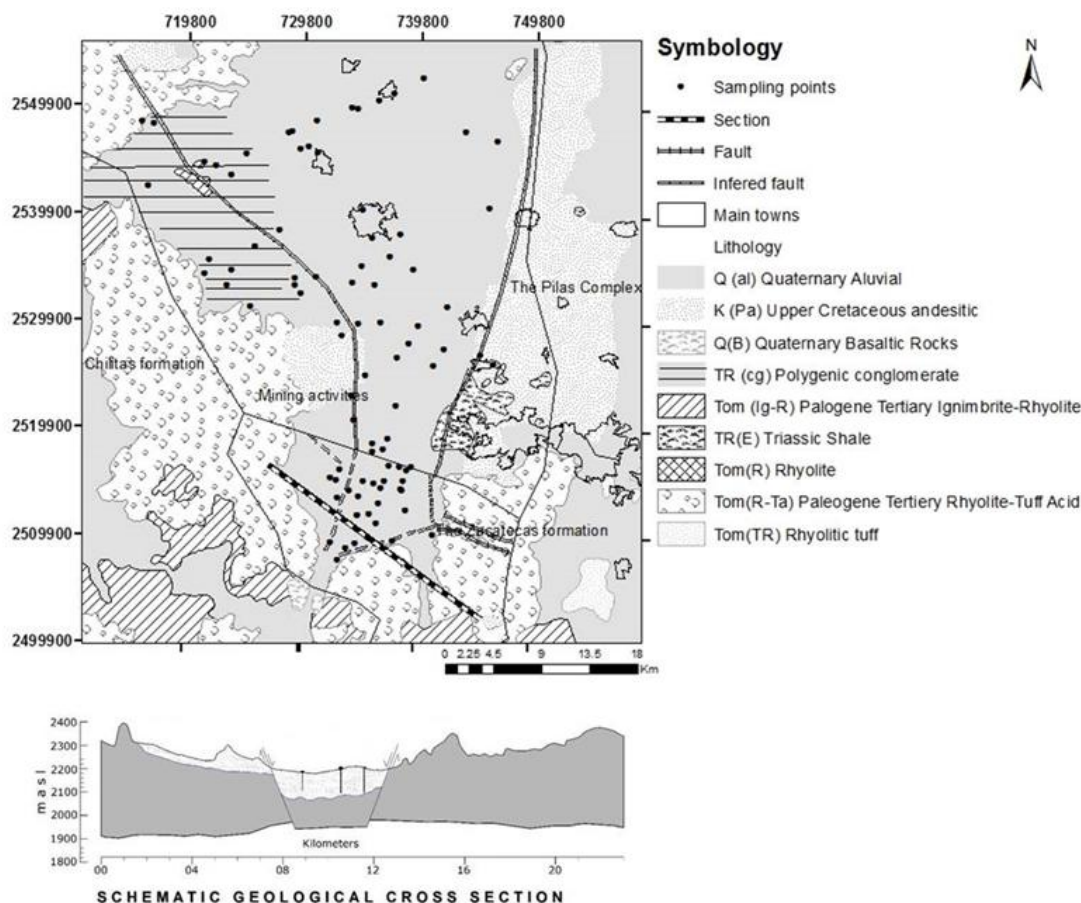 719800 729800 739800 749800
2549900
2539900
2529900
2519900
2509900
2499900
The Pilas Complex
Chilitas formation
Mining activities
The Zacatecas formation
0 2.25 4.5 9 13.5 18
Km
Symbology
N
Sampling points
Section
Fault
Infered fault
Main towns
Lithology
Q (al) Quaternary Aluvial
K (Pa) Upper Cretaceous andesitic
Q(B) Quaternary Basaltic Rocks
TR (cg) Polygenic conglomerate
Tom (Ig-R) Palogene Tertiary Ignimbrite-Rhyolite
TR(E) Triassic Shale
Tom(R) Rhyolite
Tom(R-Ta) Paleogene Tertiery Rhyolite-Tuff Acid
Tom(TR) Rhyolitic tuff
masl
2400
2300
2200
2100
2000
1900
1800
Kilometers
00 04 08 12 16 20
SCHEMATIC GEOLOGICAL CROSS SECTION